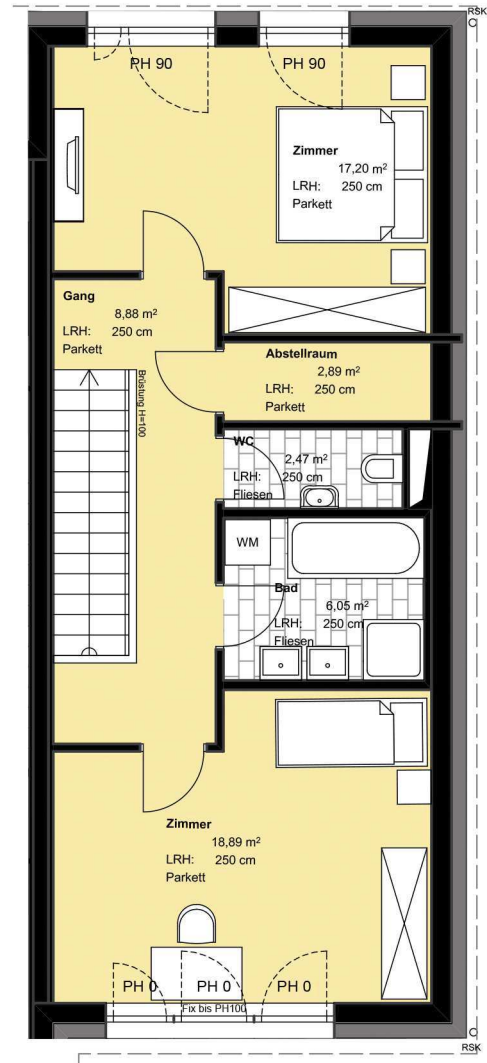 RSK
PH 90
PH 90
Zimmer
17,20 m²
LRH: 250 cm
Parkett
Gang
8,88 m²
LRH: 250 cm
Parkett
Abstellraum
2,89 m²
LRH: 250 cm
Parkett
Brüstung H=100
WC
2,47 m²
LRH: 250 cm
Fliesen
WM
Bad
6,05 m²
LRH: 250 cm
Fliesen
Zimmer
18,89 m²
LRH: 250 cm
Parkett
PH 0
PH 0
PH 0
Fix bis PH100
RSK